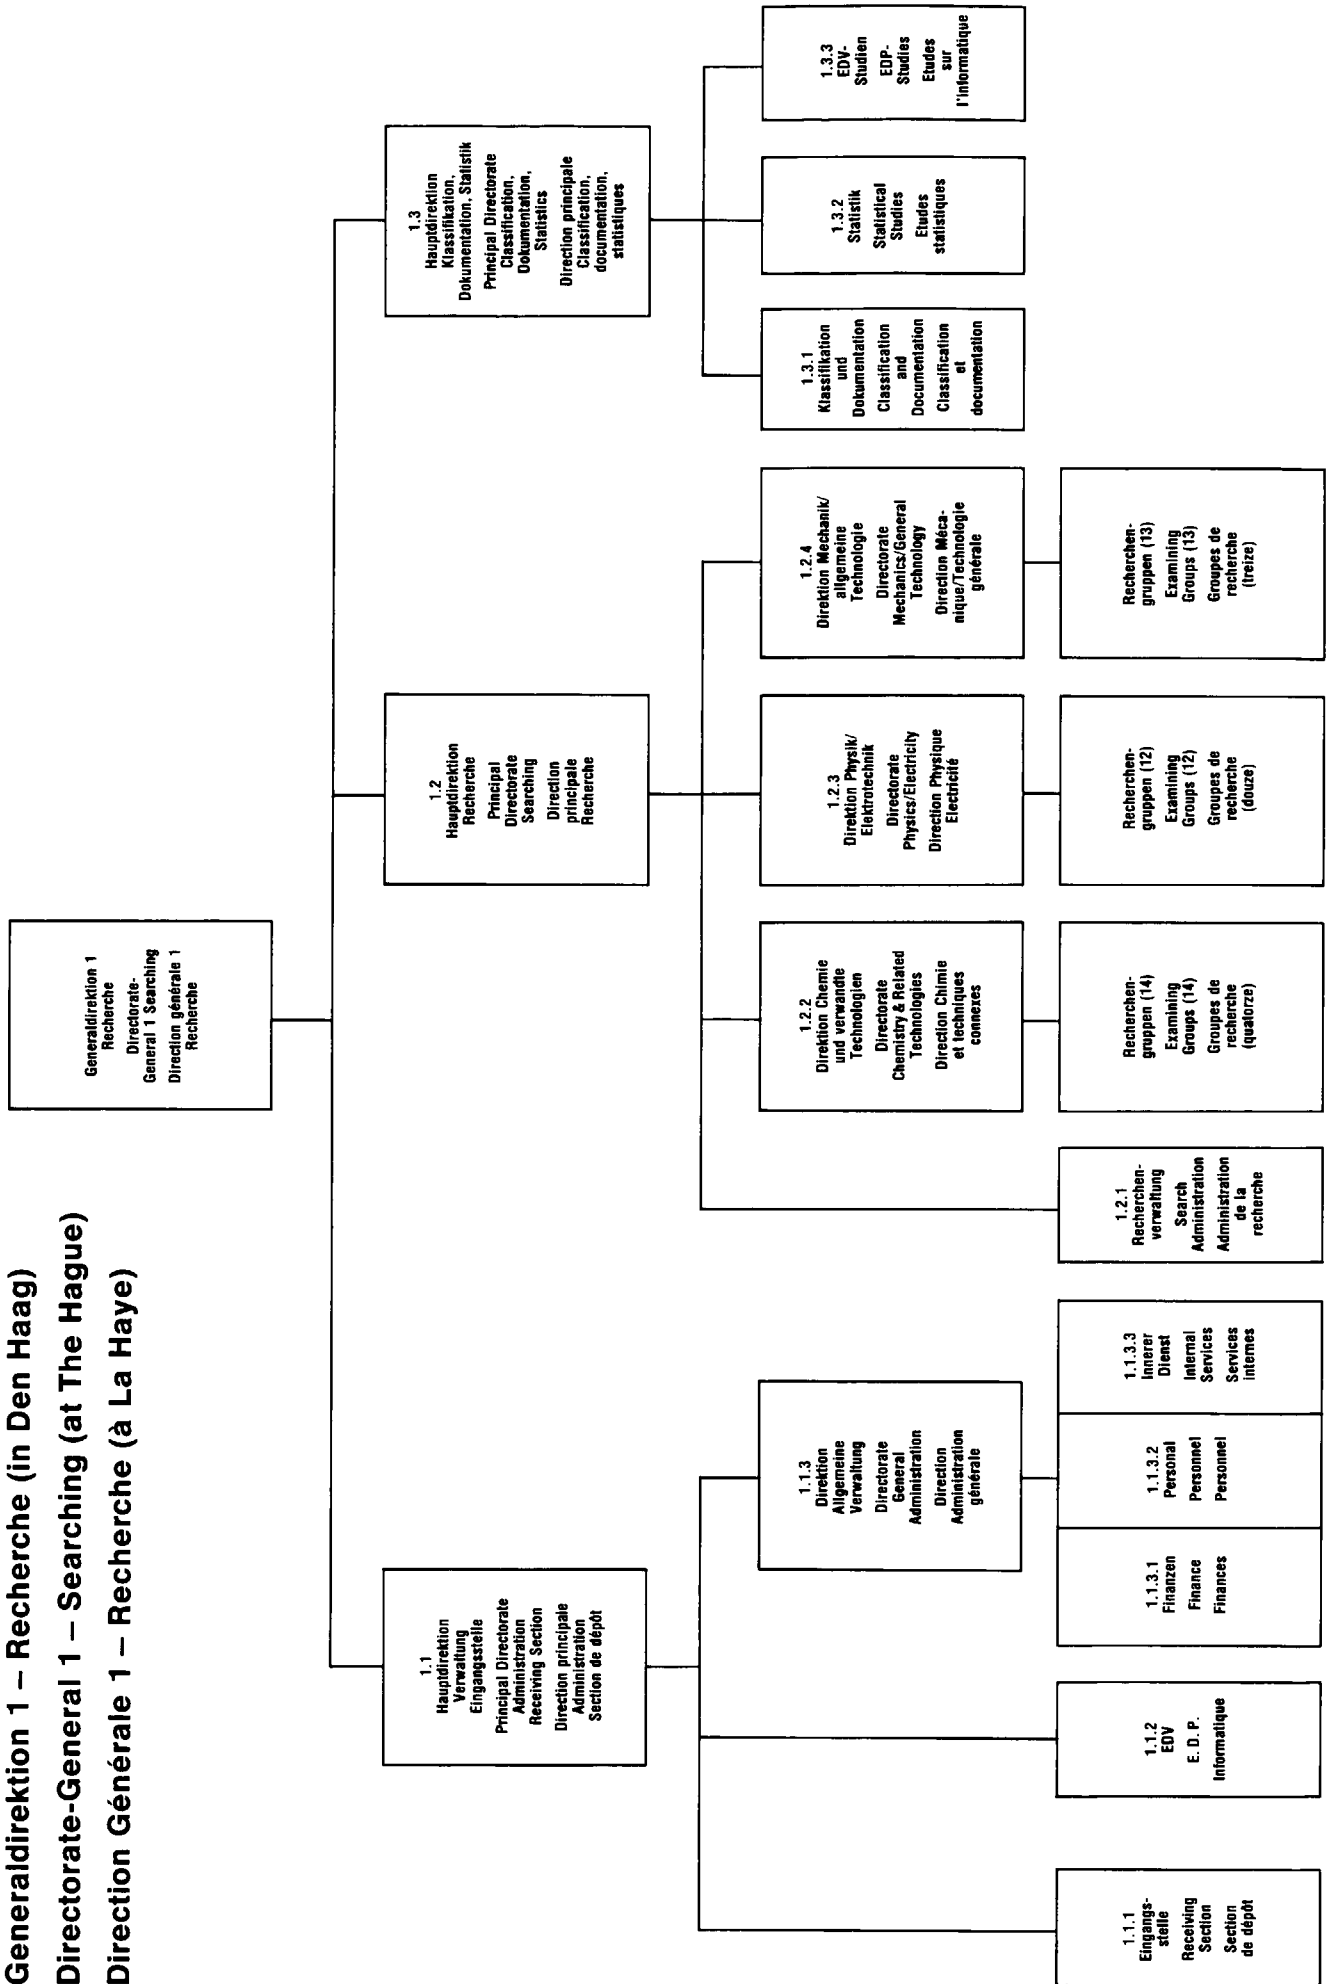 Generaldirektion 1 – Recherche (in Den Haag)
Directorate-General 1 – Searching (at The Hague)
Direction Générale 1 – Recherche (à La Haye)
Generaldirektion 1
Recherche
Directorate-
General 1 Searching
Direction générale 1
Recherche
1.1
Hauptdirektion
Verwaltung
Eingangsstelle
Principal Directorate
Administration
Receiving Section
Direction principale
Administration
Section de dépôt
1.2
Hauptdirektion
Recherche
Principal
Directorate
Searching
Direction
principale
Recherche
1.3
Hauptdirektion
Klassifikation,
Dokumentation, Statistik
Principal Directorate
Classification,
Dokumentation,
Statistics
Direction principale
Classification,
documentation,
statistiques
1.1.3
Direktion
Allgemeine
Verwaltung
Directorate
General
Administration
Direction
Administration
générale
1.2.2
Direktion Chemie
und verwandte
Technologien
Directorate
Chemistry & Related
Technologies
Direction Chimie
et techniques
connexes
1.2.3
Direktion Physik/
Elektrotechnik
Directorate
Physics/Electricity
Direction Physique
Electricité
1.2.4
Direktion Mechanik/
allgemeine
Technologie
Directorate
Mechanics/General
Technology
Direction Méca-
nique/Technologie
générale
1.3.1
Klassifikation
und
Dokumentation
Classification
and
Documentation
Classification
et
documentation
1.3.2
Statistik
Statistical
Studies
Etudes
statistiques
1.3.3
EDV-
Studien
EDP-
Studies
Etudes
sur
l'informatique
1.1.1
Eingangs-
stelle
Receiving
Section
Section
de dépôt
1.1.2
EDV
E. D. P.
Informatique
1.1.3.1
Finanzen
Finance
Finances
1.1.3.2
Personal
Personnel
Personnel
1.1.3.3
Innerer
Dienst
Internal
Services
Services
internes
1.2.1
Recherchen-
verwaltung
Search
Administration
Administration
de la
recherche
Recherchen-
gruppen (14)
Examining
Groups (14)
Groupes de
recherche
(quatorze)
Recherchen-
gruppen (12)
Examining
Groups (12)
Groupes de
recherche
(douze)
Recherchen-
gruppen (13)
Examining
Groups (13)
Groupes de
recherche
(treize)